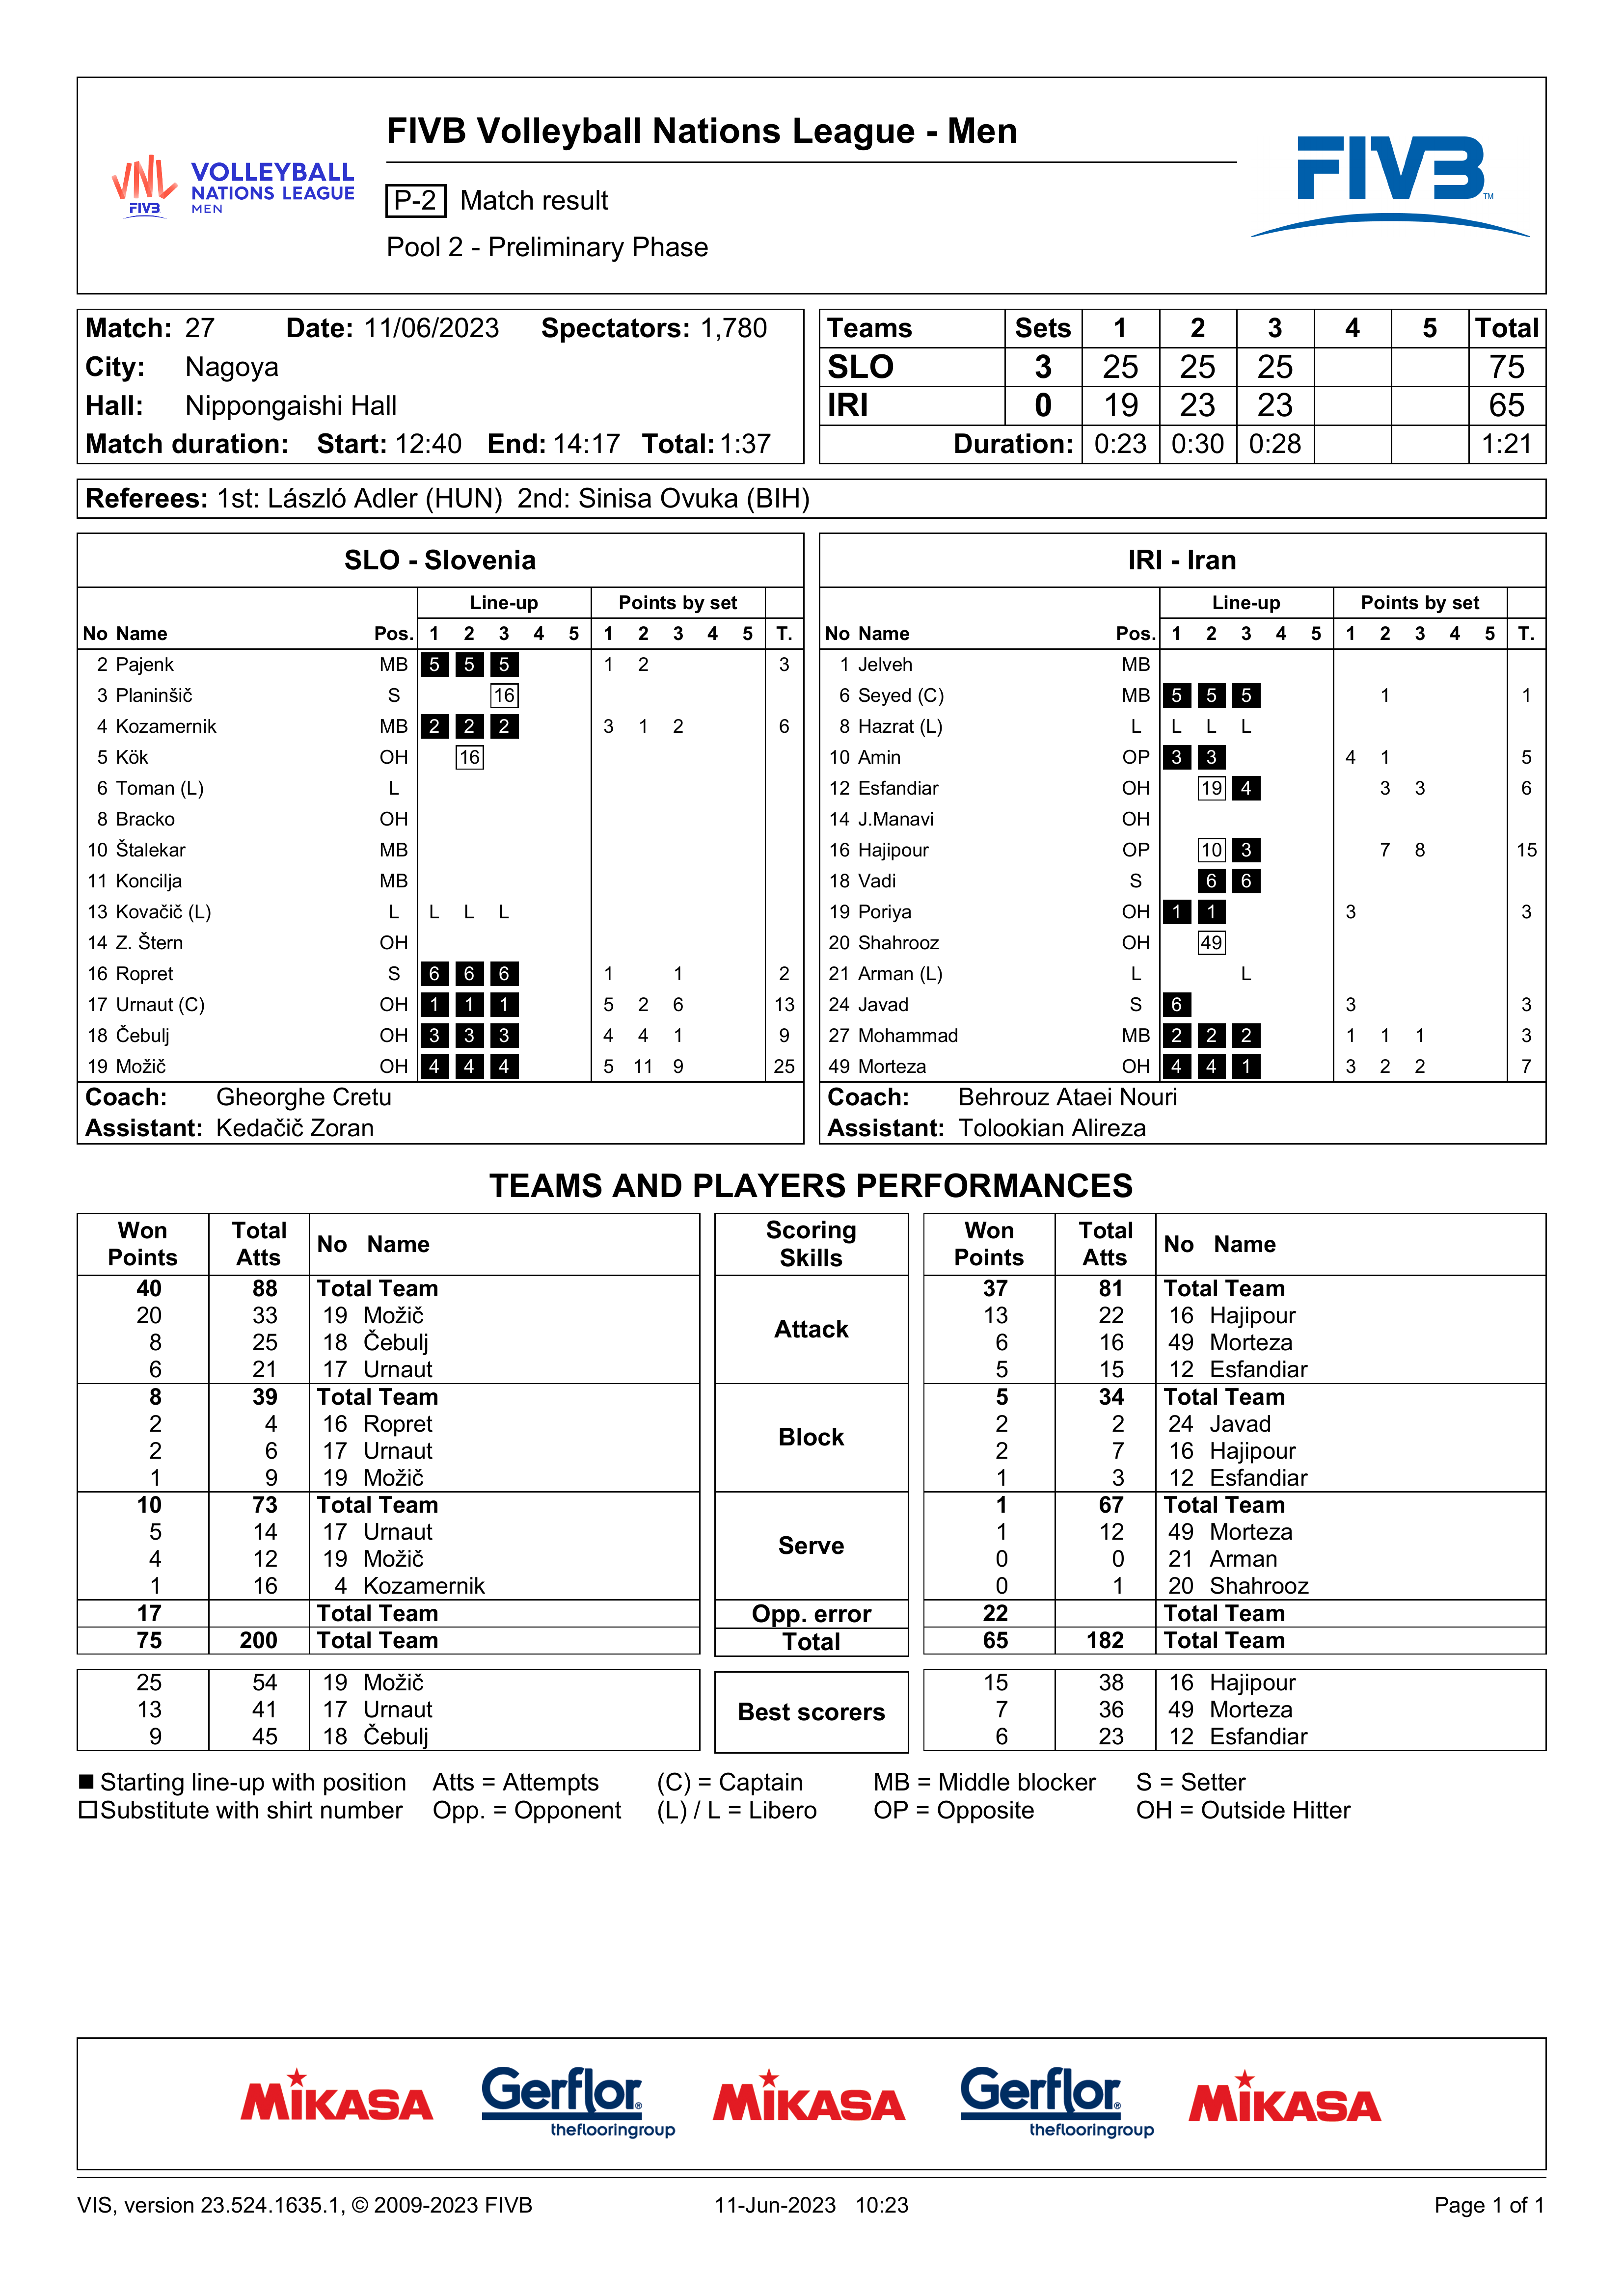 FIVB Volleyball Nations League - Men
VNL FIVB VOLLEYBALL NATIONS LEAGUE MEN
P-2 Match result
FIVB TM
Pool 2 - Preliminary Phase
Match: 27 Date: 11/06/2023 Spectators: 1,780
City: Nagoya
Hall: Nippongaishi Hall
Match duration: Start: 12:40 End: 14:17 Total: 1:37
Teams Sets 1 2 3 4 5 Total
SLO 3 25 25 25 75
IRI 0 19 23 23 65
Duration: 0:23 0:30 0:28 1:21
Referees: 1st: László Adler (HUN) 2nd: Sinisa Ovuka (BIH)
SLO - Slovenia
Line-up Points by set
No Name Pos. 1 2 3 4 5 1 2 3 4 5 T.
2 Pajenk MB 5 5 5 1 2 3
3 Planinšič S 16
4 Kozamernik MB 2 2 2 3 1 2 6
5 Kök OH 16
6 Toman (L) L
8 Bracko OH
10 Štalekar MB
11 Koncilja MB
13 Kovačič (L) L L L L
14 Z. Štern OH
16 Ropret S 6 6 6 1 1 2
17 Urnaut (C) OH 1 1 1 5 2 6 13
18 Čebulj OH 3 3 3 4 4 1 9
19 Možič OH 4 4 4 5 11 9 25
Coach: Gheorghe Cretu
Assistant: Kedačič Zoran
IRI - Iran
Line-up Points by set
No Name Pos. 1 2 3 4 5 1 2 3 4 5 T.
1 Jelveh MB
6 Seyed (C) MB 5 5 5 1 1
8 Hazrat (L) L L L L
10 Amin OP 3 3 4 1 5
12 Esfandiar OH 19 4 3 3 6
14 J.Manavi OH
16 Hajipour OP 10 3 7 8 15
18 Vadi S 6 6
19 Poriya OH 1 1 3 3
20 Shahrooz OH 49
21 Arman (L) L L
24 Javad S 6 3 3
27 Mohammad MB 2 2 2 1 1 1 3
49 Morteza OH 4 4 1 3 2 2 7
Coach: Behrouz Ataei Nouri
Assistant: Tolookian Alireza
TEAMS AND PLAYERS PERFORMANCES
Won Points Total Atts No Name Scoring Skills Won Points Total Atts No Name
40 88 Total Team Attack 37 81 Total Team
20 33 19 Možič 13 22 16 Hajipour
8 25 18 Čebulj 6 16 49 Morteza
6 21 17 Urnaut 5 15 12 Esfandiar
8 39 Total Team Block 5 34 Total Team
2 4 16 Ropret 2 2 24 Javad
2 6 17 Urnaut 2 7 16 Hajipour
1 9 19 Možič 1 3 12 Esfandiar
10 73 Total Team Serve 1 67 Total Team
5 14 17 Urnaut 1 12 49 Morteza
4 12 19 Možič 0 0 21 Arman
1 16 4 Kozamernik 0 1 20 Shahrooz
17 Total Team Opp. error 22 Total Team
75 200 Total Team Total 65 182 Total Team
25 54 19 Možič Best scorers 15 38 16 Hajipour
13 41 17 Urnaut 7 36 49 Morteza
9 45 18 Čebulj 6 23 12 Esfandiar
Starting line-up with position Atts = Attempts (C) = Captain MB = Middle blocker S = Setter
Substitute with shirt number Opp. = Opponent (L) / L = Libero OP = Opposite OH = Outside Hitter
MIKASA Gerflor® theflooringgroup MIKASA Gerflor® theflooringgroup MIKASA
VIS, version 23.524.1635.1, © 2009-2023 FIVB 11-Jun-2023 10:23 Page 1 of 1